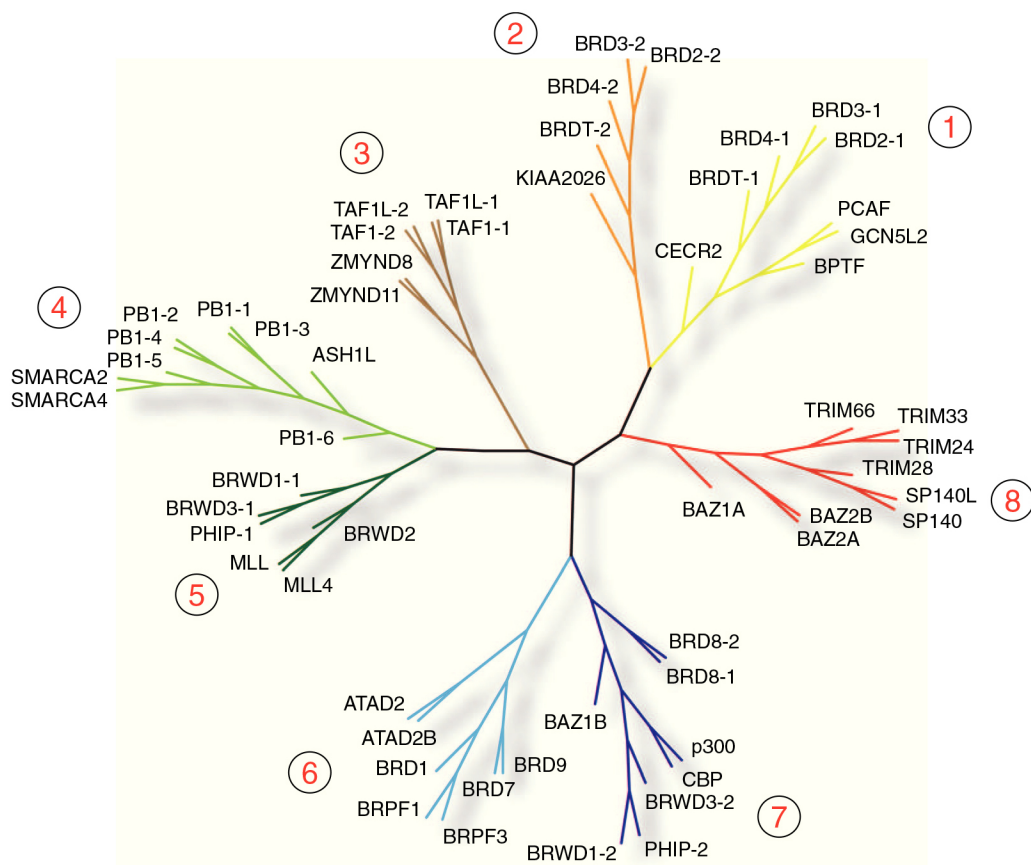 2
BRD3-2
BRD2-2
BRD4-2
BRDT-2
KIAA2026
1
BRD3-1
BRD4-1
BRD2-1
BRDT-1
PCAF
GCN5L2
CECR2
BPTF
3
TAF1L-2
TAF1L-1
TAF1-2
TAF1-1
ZMYND8
ZMYND11
4
PB1-2
PB1-1
PB1-4
PB1-3
PB1-5
ASH1L
SMARCA2
SMARCA4
PB1-6
BRWD1-1
BRWD3-1
PHIP-1
BRWD2
MLL
MLL4
5
TRIM66
TRIM33
TRIM24
TRIM28
SP140L
SP140
BAZ1A
BAZ2B
BAZ2A
8
ATAD2
ATAD2B
BRD1
BRD9
BRD7
BRPF1
BRPF3
6
BRD8-2
BRD8-1
BAZ1B
p300
CBP
BRWD3-2
BRWD1-2
PHIP-2
7